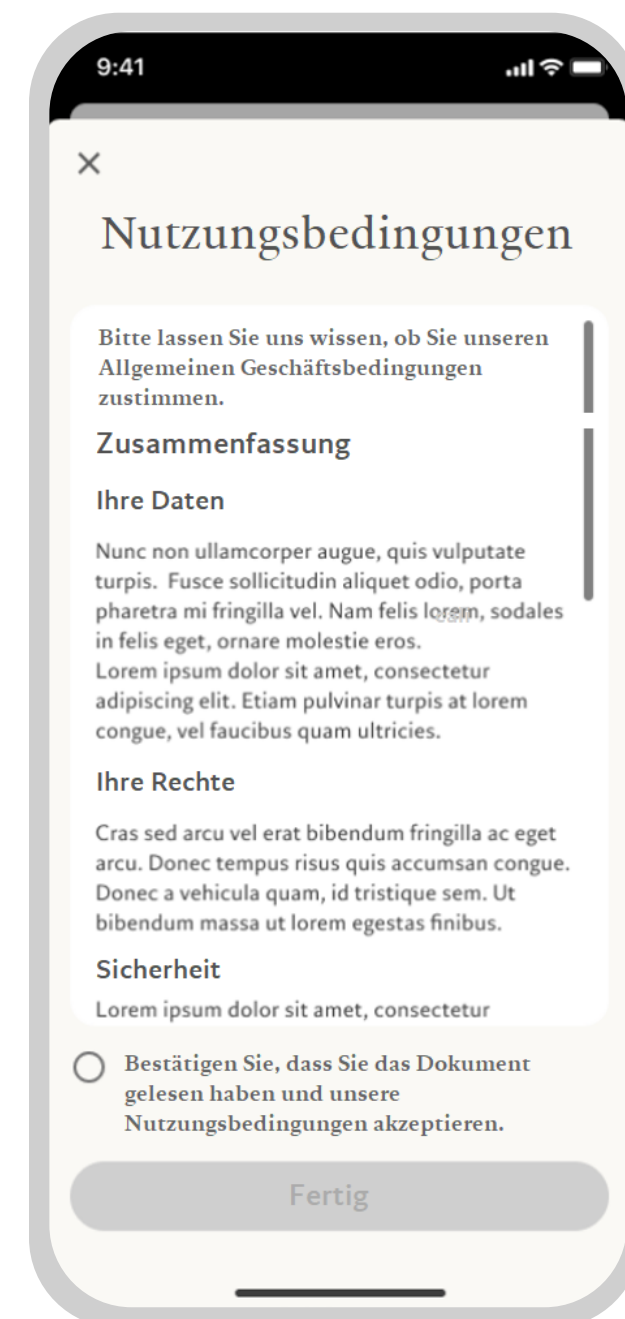 9:41
Nutzungsbedingungen
Bitte lassen Sie uns wissen, ob Sie unseren
Allgemeinen Geschäftsbedingungen
zustimmen.
Zusammenfassung
Ihre Daten
Nunc non ullamcorper augue, quis vulputate
turpis. Fusce sollicitudin aliquet odio, porta
pharetra mi fringilla vel. Nam felis lorem, sodales
in felis eget, ornare molestie eros.
Lorem ipsum dolor sit amet, consectetur
adipiscing elit. Etiam pulvinar turpis at lorem
congue, vel faucibus quam ultricies.
Ihre Rechte
Cras sed arcu vel erat bibendum fringilla ac eget
arcu. Donec tempus risus quis accumsan congue.
Donec a vehicula quam, id tristique sem. Ut
bibendum massa ut lorem egestas finibus.
Sicherheit
Lorem ipsum dolor sit amet, consectetur
Bestätigen Sie, dass Sie das Dokument
gelesen haben und unsere
Nutzungsbedingungen akzeptieren.
Fertig